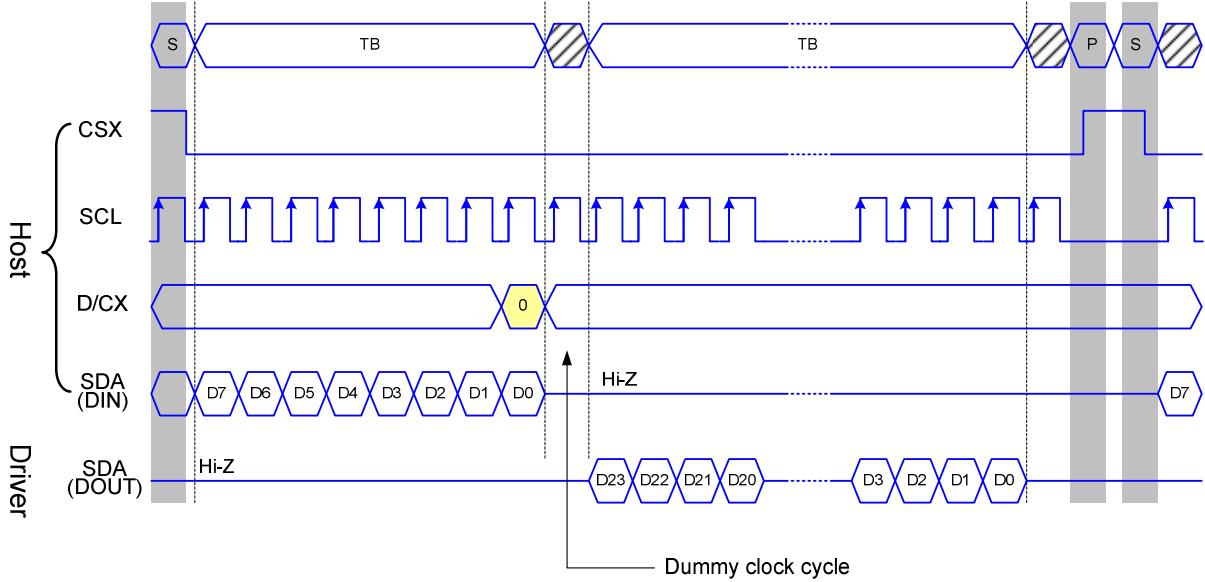 S TB TB P S
CSX
SCL
Host
D/CX 0
SDA
(DIN)
D7 D6 D5 D4 D3 D2 D1 D0 Hi-Z D7
Driver
SDA
(DOUT)
Hi-Z D23 D22 D21 D20 D3 D2 D1 D0
Dummy clock cycle